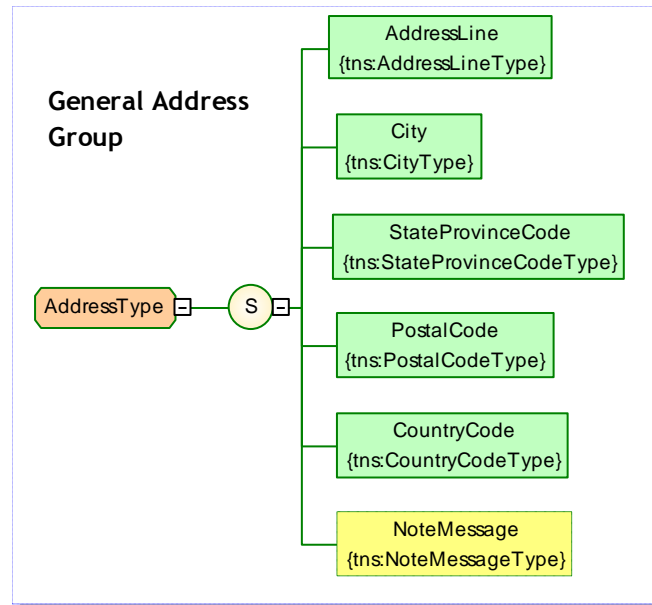 General Address
Group
AddressType
S
AddressLine
{tns:AddressLineType}
City
{tns:CityType}
StateProvinceCode
{tns:StateProvinceCodeType}
PostalCode
{tns:PostalCodeType}
CountryCode
{tns:CountryCodeType}
NoteMessage
{tns:NoteMessageType}